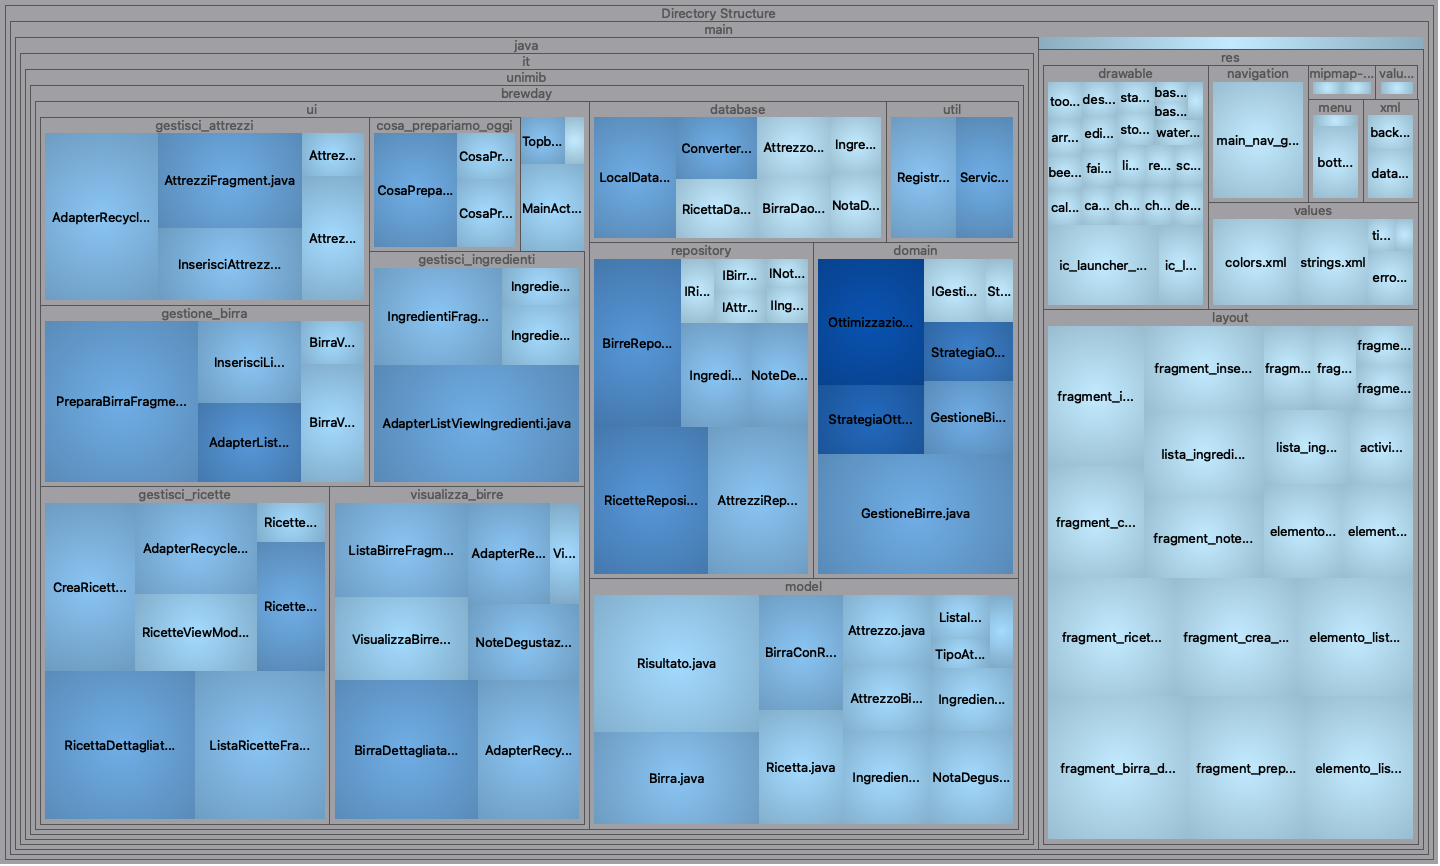 Directory Structure
main
java
it
unimib
brewday
ui
gestisci_attrezzi
AdapterRecycl...
AttrezziFragment.java
InserisciAttrezz...
Attrez...
Attrez...
cosa_prepariamo_oggi
CosaPrepa...
CosaPr...
CosaPr...
Topb...
MainAct...
gestione_birra
PreparaBirraFragme...
InserisciLi...
AdapterList...
BirraV...
BirraV...
gestisci_ingredienti
IngredientiFrag...
Ingredie...
Ingredie...
AdapterListViewIngredienti.java
gestisci_ricette
CreaRicett...
AdapterRecycle...
RicetteViewMod...
Ricette...
Ricette...
RicettaDettagliat...
ListaRicetteFra...
visualizza_birre
ListaBirreFragm...
AdapterRe...
Vi...
VisualizzaBirre...
NoteDegustaz...
BirraDettagliata...
AdapterRecy...
database
LocalData...
Converter...
Attrezzo...
Ingre...
RicettaDa...
BirraDao...
NotaD...
util
Registr...
Servic...
repository
BirreRepo...
IRi...
IBirr...
INot...
IAttr...
IIng...
Ingredi...
NoteDe...
RicetteReposi...
AttrezziRep...
domain
Ottimizzazio...
IGesti...
St...
StrategiaO...
StrategiaOtt...
GestioneBi...
GestioneBirre.java
model
Risultato.java
Birra.java
BirraConR...
Ricetta.java
Attrezzo.java
AttrezzoBi...
Ingredien...
ListaI...
TipoAt...
Ingredien...
NotaDegus...
res
drawable
too...
des...
sta...
bas...
bas...
arr...
edi...
sto...
water...
bee...
fai...
li...
re...
sc...
cal...
ca...
ch...
ch...
de...
ic_launcher_...
ic_l...
navigation
main_nav_g...
mipmap-...
valu...
menu
bott...
xml
back...
data...
values
colors.xml
strings.xml
ti...
erro...
layout
fragment_i...
fragment_inse...
fragm...
frag...
fragme...
fragme...
lista_ingredi...
lista_ing...
activi...
fragment_c...
fragment_note...
elemento...
element...
fragment_ricet...
fragment_crea_...
elemento_list...
fragment_birra_d...
fragment_prep...
elemento_lis...